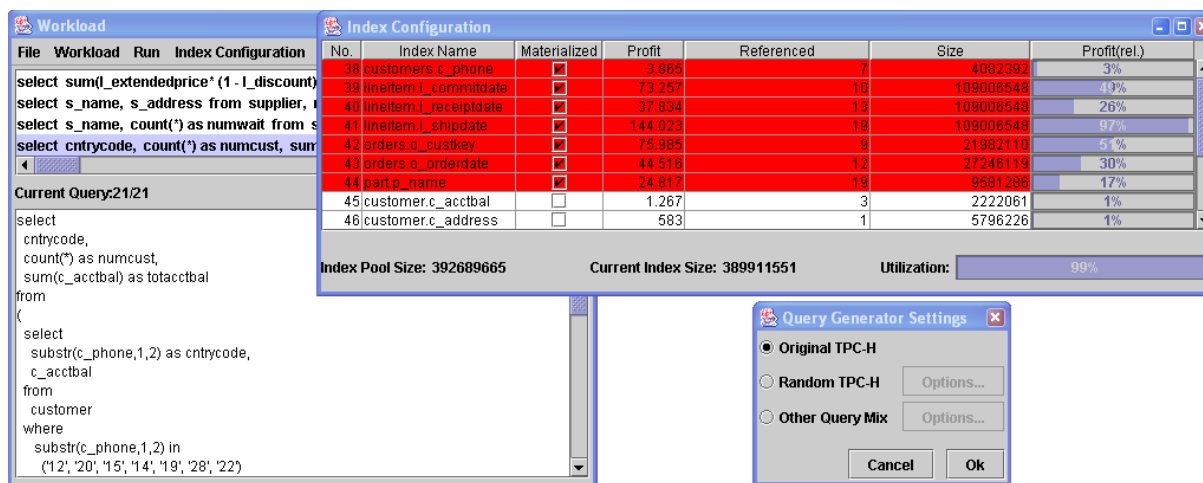 Workload
File Workload Run Index Configuration
select sum(l_extendedprice* (1 - l_discount)
select s_name, s_address from supplier,
select s_name, count(*) as numwait from s
select cntrycode, count(*) as numcust, sum
Current Query:21/21
select
cntrycode,
count(*) as numcust,
sum(c_acctbal) as totacctbal
from
(
select
substr(c_phone,1,2) as cntrycode,
c_acctbal
from
customer
where
substr(c_phone,1,2) in
('12', '20', '15', '14', '19', '28', '22')
Index Configuration
No. Index Name Materialized Profit Referenced Size Profit(rel.)
38 customers.c_phone 3.865 7 4082392 3%
39 lineitem.l_commitdate 73.257 10 109006548 49%
40 lineitem.l_receiptdate 37.834 13 109006548 26%
41 lineitem.l_shipdate 144.023 19 109006548 97%
42 orders.o_custkey 75.985 9 21982110 51%
43 orders.o_orderdate 44.516 12 27246119 30%
44 part.p_name 24.817 19 9581286 17%
45 customer.c_acctbal 1.267 3 2222061 1%
46 customer.c_address 583 1 5796226 1%
Index Pool Size: 392689665 Current Index Size: 389911551 Utilization: 99%
Query Generator Settings
Original TPC-H
Random TPC-H Options...
Other Query Mix Options...
Cancel Ok